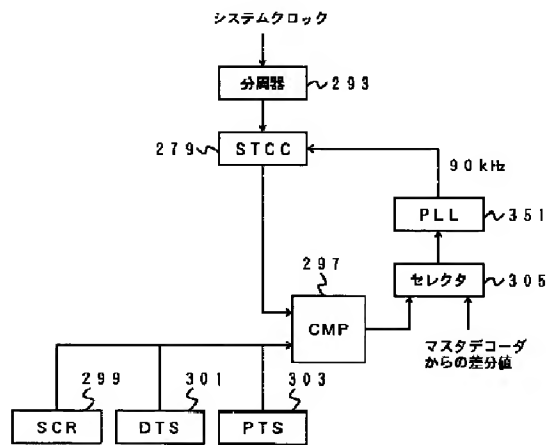 システムクロック
分周器
293
279
STCC
90kHz
PLL
351
297
セレクタ
305
CMP
マスタデコーダ
からの差分値
299
301
303
SCR
DTS
PTS